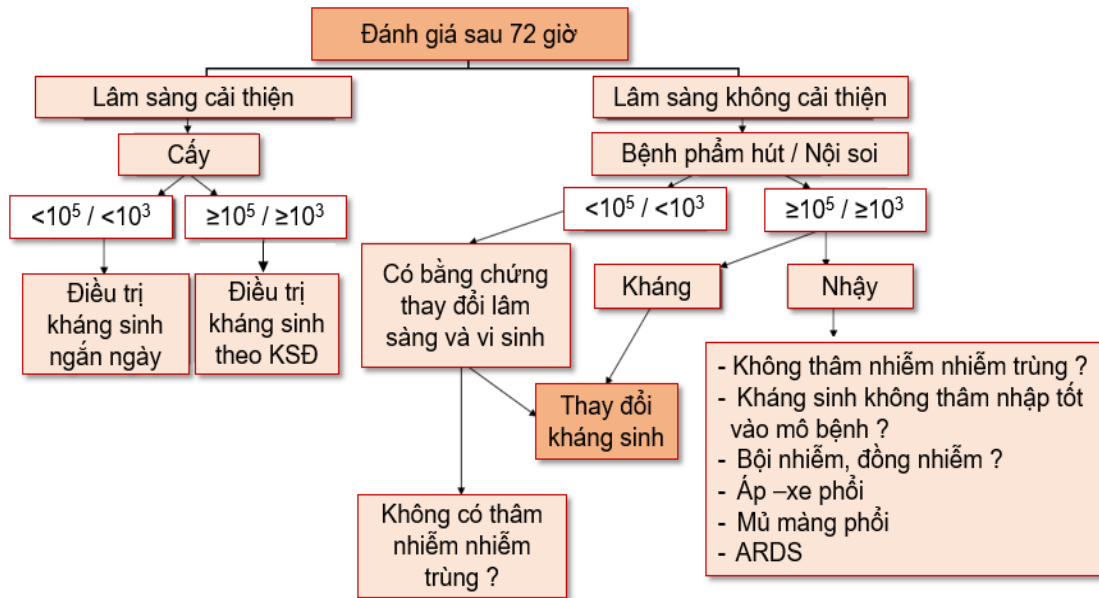 Đánh giá sau 72 giờ
Lâm sàng cải thiện
Lâm sàng không cải thiện
Cấy
Bệnh phẩm hút / Nội soi
<10⁵ / <10³
≥10⁵ / ≥10³
<10⁵ / <10³
≥10⁵ / ≥10³
Điều trị
kháng sinh
ngắn ngày
Điều trị
kháng sinh
theo KSĐ
Có bằng chứng
thay đổi lâm
sàng và vi sinh
Kháng
Nhậy
Thay đổi
kháng sinh
Không có thâm
nhiễm nhiễm
trùng ?
- Không thâm nhiễm nhiễm trùng ?
- Kháng sinh không thâm nhập tốt
vào mô bệnh ?
- Bội nhiễm, đồng nhiễm ?
- Áp –xe phổi
- Mủ màng phổi
- ARDS